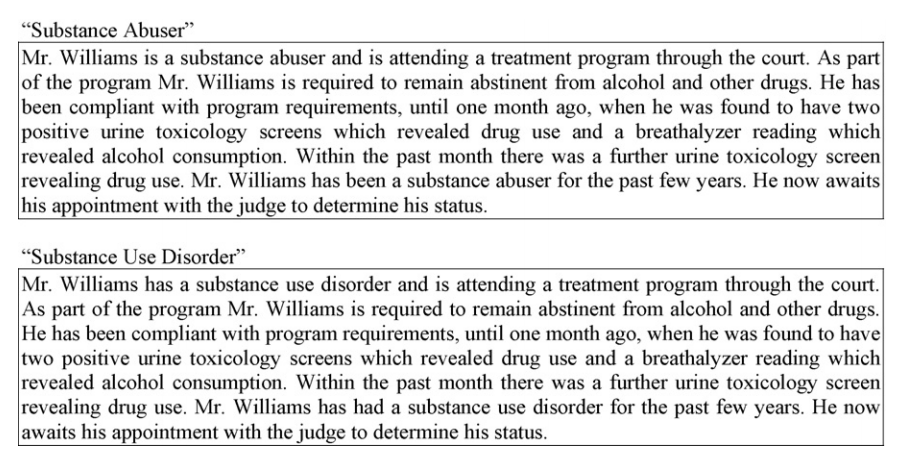 “Substance Abuser”
Mr. Williams is a substance abuser and is attending a treatment program through the court. As part
of the program Mr. Williams is required to remain abstinent from alcohol and other drugs. He has
been compliant with program requirements, until one month ago, when he was found to have two
positive urine toxicology screens which revealed drug use and a breathalyzer reading which
revealed alcohol consumption. Within the past month there was a further urine toxicology screen
revealing drug use. Mr. Williams has been a substance abuser for the past few years. He now awaits
his appointment with the judge to determine his status.
“Substance Use Disorder”
Mr. Williams has a substance use disorder and is attending a treatment program through the court.
As part of the program Mr. Williams is required to remain abstinent from alcohol and other drugs.
He has been compliant with program requirements, until one month ago, when he was found to have
two positive urine toxicology screens which revealed drug use and a breathalyzer reading which
revealed alcohol consumption. Within the past month there was a further urine toxicology screen
revealing drug use. Mr. Williams has had a substance use disorder for the past few years. He now
awaits his appointment with the judge to determine his status.